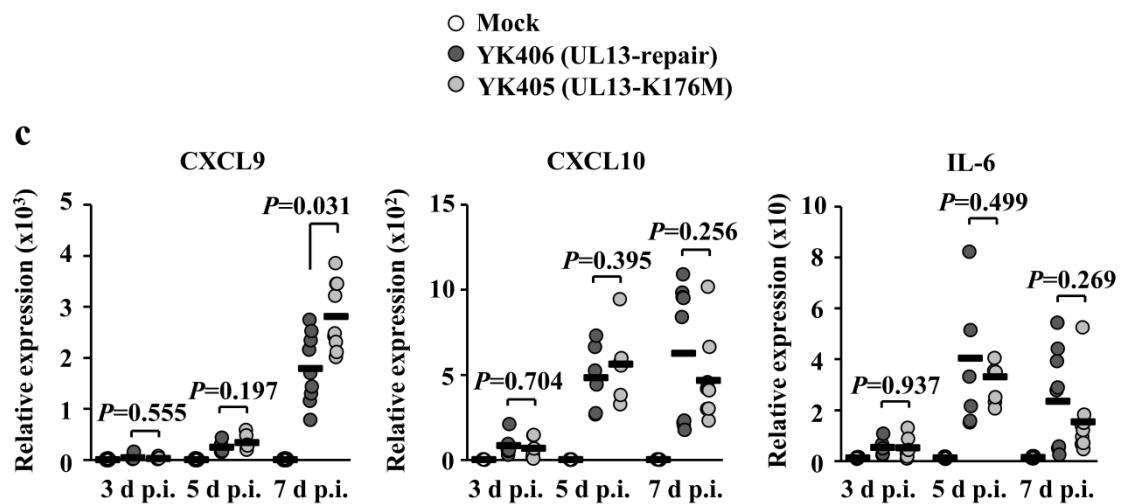 Mock
YK406 (UL13-repair)
YK405 (UL13-K176M)
c
CXCL9
Relative expression (x10³)
5
4
3
2
1
0
P=0.555
P=0.197
P=0.031
3 d p.i. 5 d p.i. 7 d p.i.
CXCL10
Relative expression (x10²)
15
10
5
0
P=0.704
P=0.395
P=0.256
3 d p.i. 5 d p.i. 7 d p.i.
IL-6
Relative expression (x10)
10
8
6
4
2
0
P=0.937
P=0.499
P=0.269
3 d p.i. 5 d p.i. 7 d p.i.